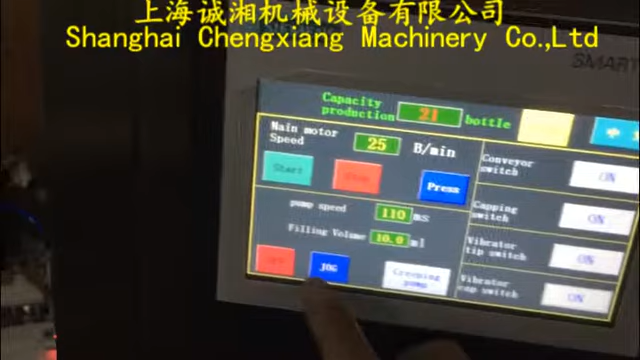 上海诚湘机械设备有限公司
Shanghai Chengxiang Machinery Co.,Ltd
SMART
Capacity production 21 bottle
Main motor Speed 25 B/min
Start
Press
pump speed 110 ms
Filling Volume 10.0 ml
JOG
Creeping pump
Conveyor switch ON
Capping switch ON
Vibrator tip switch ON
Vibrator cap switch ON